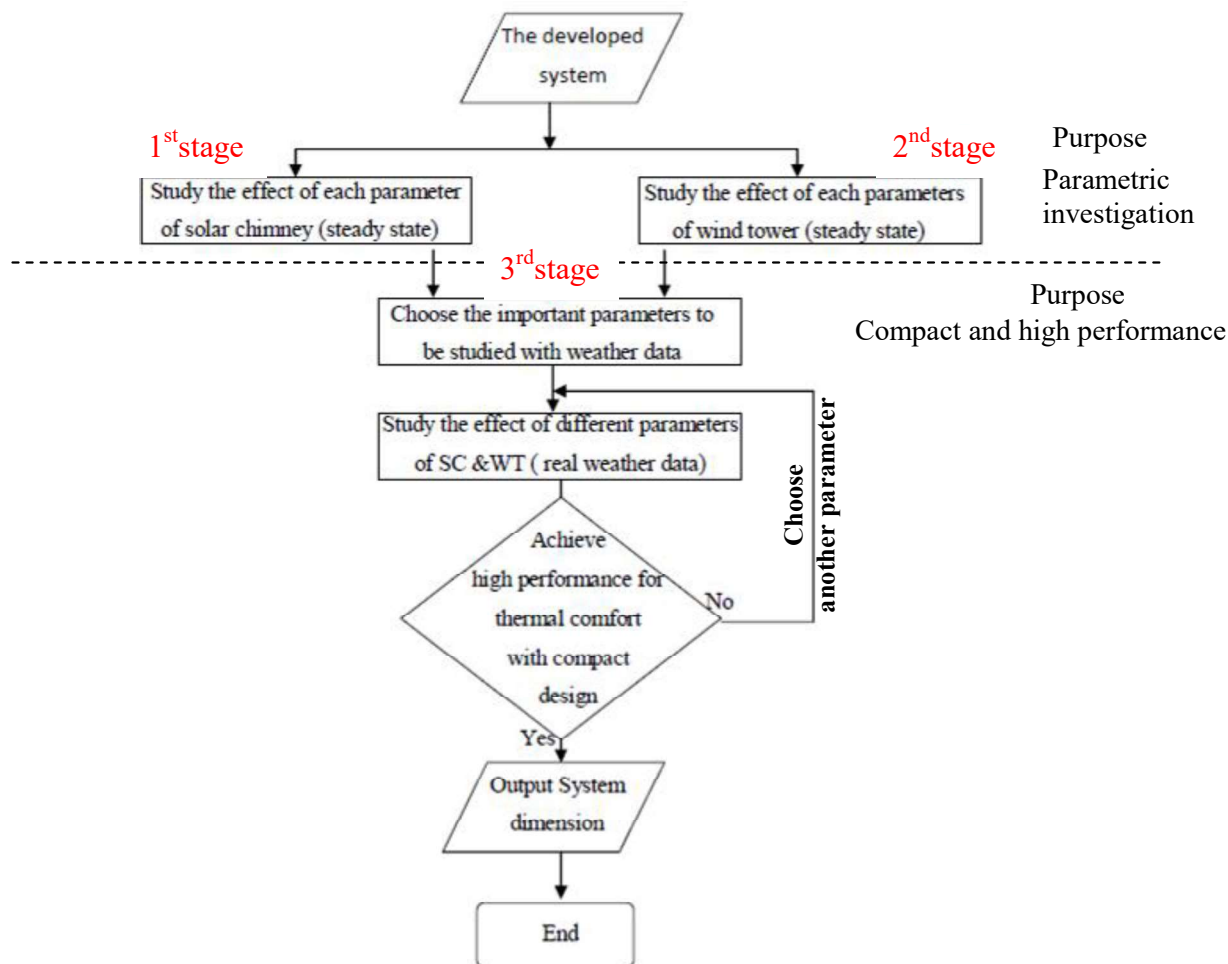 The developed
system
1st stage
2nd stage
Purpose
Parametric
investigation
Study the effect of each parameter
of solar chimney (steady state)
Study the effect of each parameters
of wind tower (steady state)
3rd stage
Purpose
Compact and high performance
Choose the important parameters to
be studied with weather data
Study the effect of different parameters
of SC &WT ( real weather data)
Choose
another parameter
Achieve
high performance for
thermal comfort
with compact
design
No
Yes
Output System
dimension
End